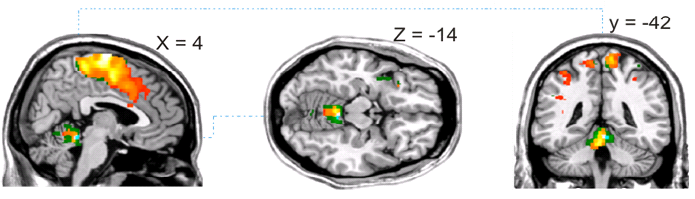 X = 4
Z = -14
y = -42